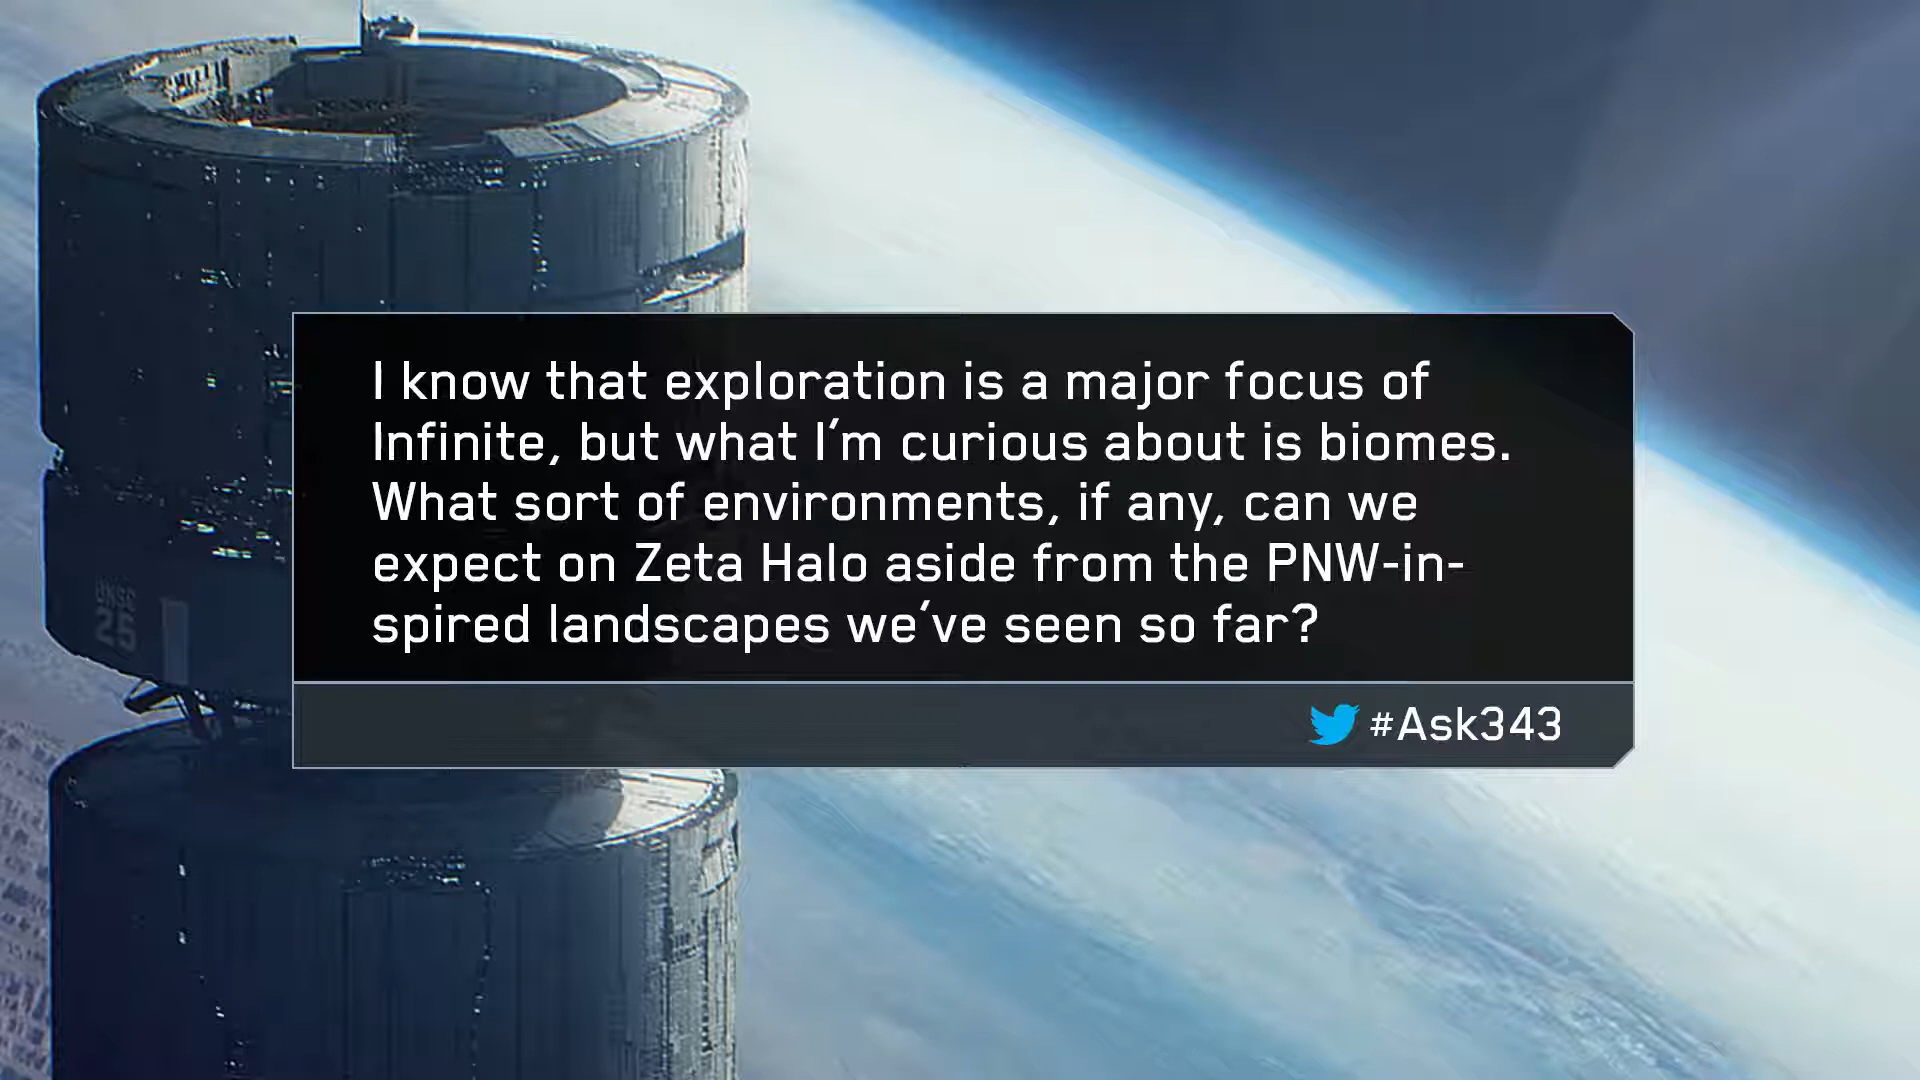 I know that exploration is a major focus of
Infinite, but what I'm curious about is biomes.
What sort of environments, if any, can we
expect on Zeta Halo aside from the PNW-in-
spired landscapes we've seen so far?
#Ask343
UNSC
25